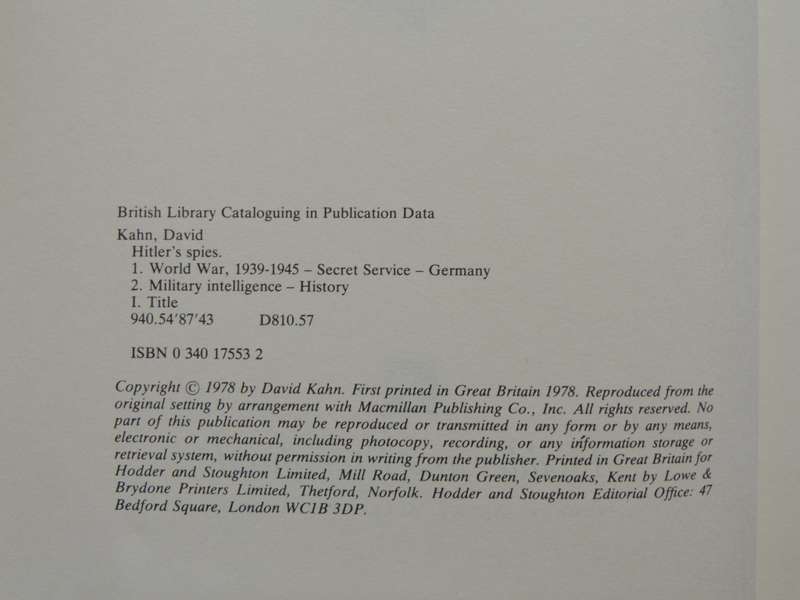 British Library Cataloguing in Publication Data
Kahn, David
Hitler's spies.
1. World War, 1939-1945 – Secret Service – Germany
2. Military intelligence – History
I. Title
940.54'87'43 D810.57
ISBN 0 340 17553 2
Copyright © 1978 by David Kahn. First printed in Great Britain 1978. Reproduced from the
original setting by arrangement with Macmillan Publishing Co., Inc. All rights reserved. No
part of this publication may be reproduced or transmitted in any form or by any means,
electronic or mechanical, including photocopy, recording, or any information storage or
retrieval system, without permission in writing from the publisher. Printed in Great Britain for
Hodder and Stoughton Limited, Mill Road, Dunton Green, Sevenoaks, Kent by Lowe &
Brydone Printers Limited, Thetford, Norfolk. Hodder and Stoughton Editorial Office: 47
Bedford Square, London WC1B 3DP.